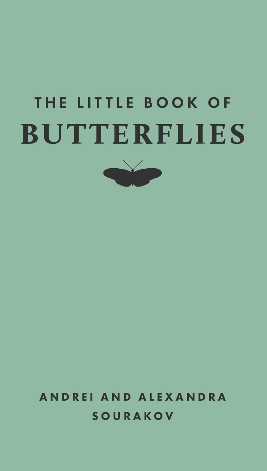 THE LITTLE BOOK OF
BUTTERFLIES
ANDREI AND ALEXANDRA
SOURAKOV